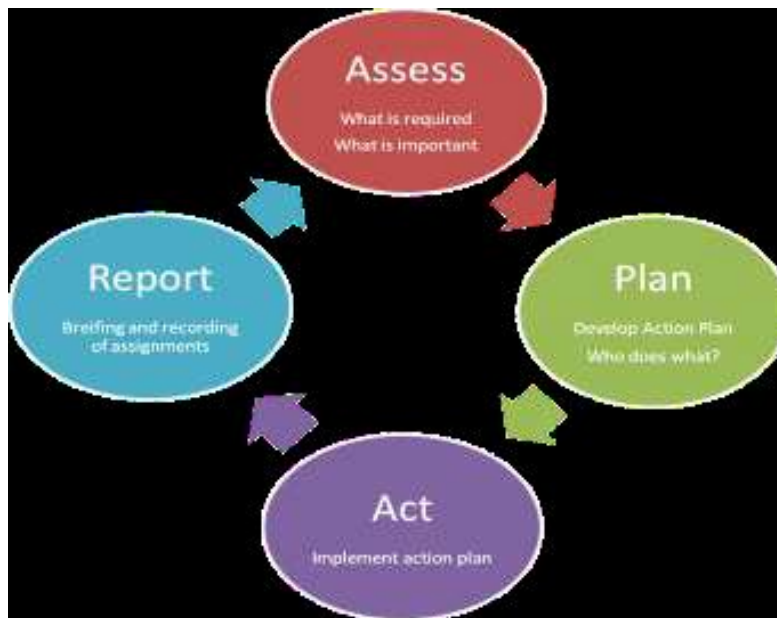 Assess
What is required
What is important
Plan
Develop Action Plan
Who does what?
Act
Implement action plan
Report
Breifing and recording
of assignments